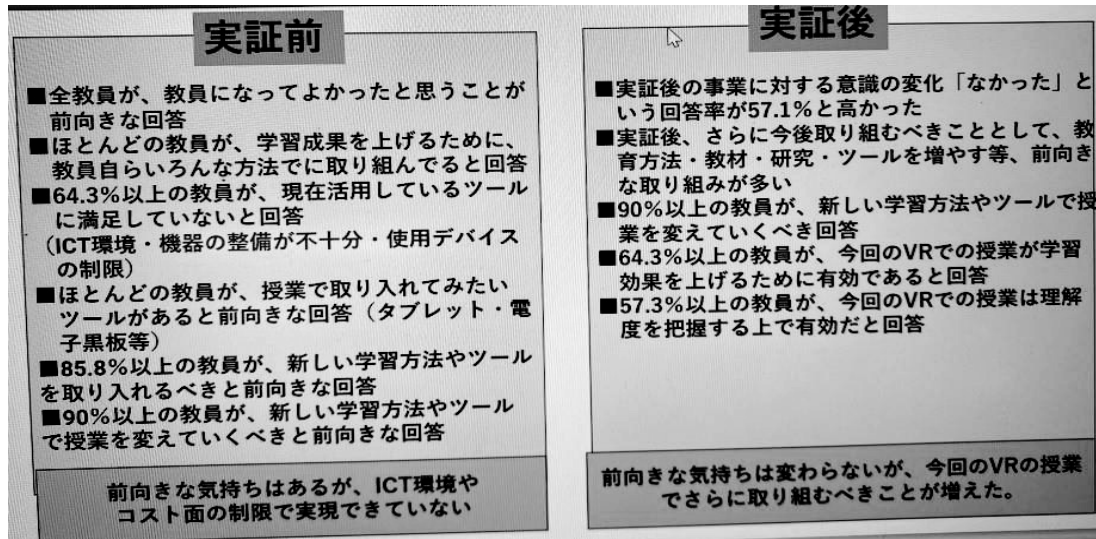 実証前
■全教員が、教員になってよかったと思うことが
前向きな回答
■ほとんどの教員が、学習成果を上げるために、
教員自らいろんな方法でに取り組んでると回答
■64.3%以上の教員が、現在活用しているツール
に満足していないと回答
（ICT環境・機器の整備が不十分・使用デバイス
の制限）
■ほとんどの教員が、授業で取り入れてみたい
ツールがあると前向きな回答（タブレット・電
子黒板等）
■85.8%以上の教員が、新しい学習方法やツール
を取り入れるべきと前向きな回答
■90%以上の教員が、新しい学習方法やツール
で授業を変えていくべきと前向きな回答
前向きな気持ちはあるが、ICT環境や
コスト面の制限で実現できていない
実証後
■実証後の事業に対する意識の変化「なかった」と
いう回答率が57.1%と高かった
■実証後、さらに今後取り組むべきこととして、教
育方法・教材・研究・ツールを増やす等、前向き
な取り組みが多い
■90%以上の教員が、新しい学習方法やツールで授
業を変えていくべき回答
■64.3%以上の教員が、今回のVRでの授業が学習
効果を上げるために有効であると回答
■57.3%以上の教員が、今回のVRでの授業は理解
度を把握する上で有効だと回答
前向きな気持ちは変わらないが、今回のVRの授業
でさらに取り組むべきことが増えた。